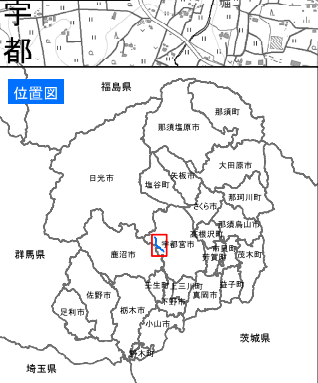 宇
都
位置図
福島県
那須町
那須塩原市
大田原市
日光市
矢板市
塩谷町
那珂川町
さくら市
那須烏山市
高根沢町
宇都宮市
市貝町
茂木町
芳賀町
群馬県
鹿沼市
壬生町
上三川町
益子町
真岡市
佐野市
下野市
栃木市
足利市
小山市
茨城県
野木町
埼玉県